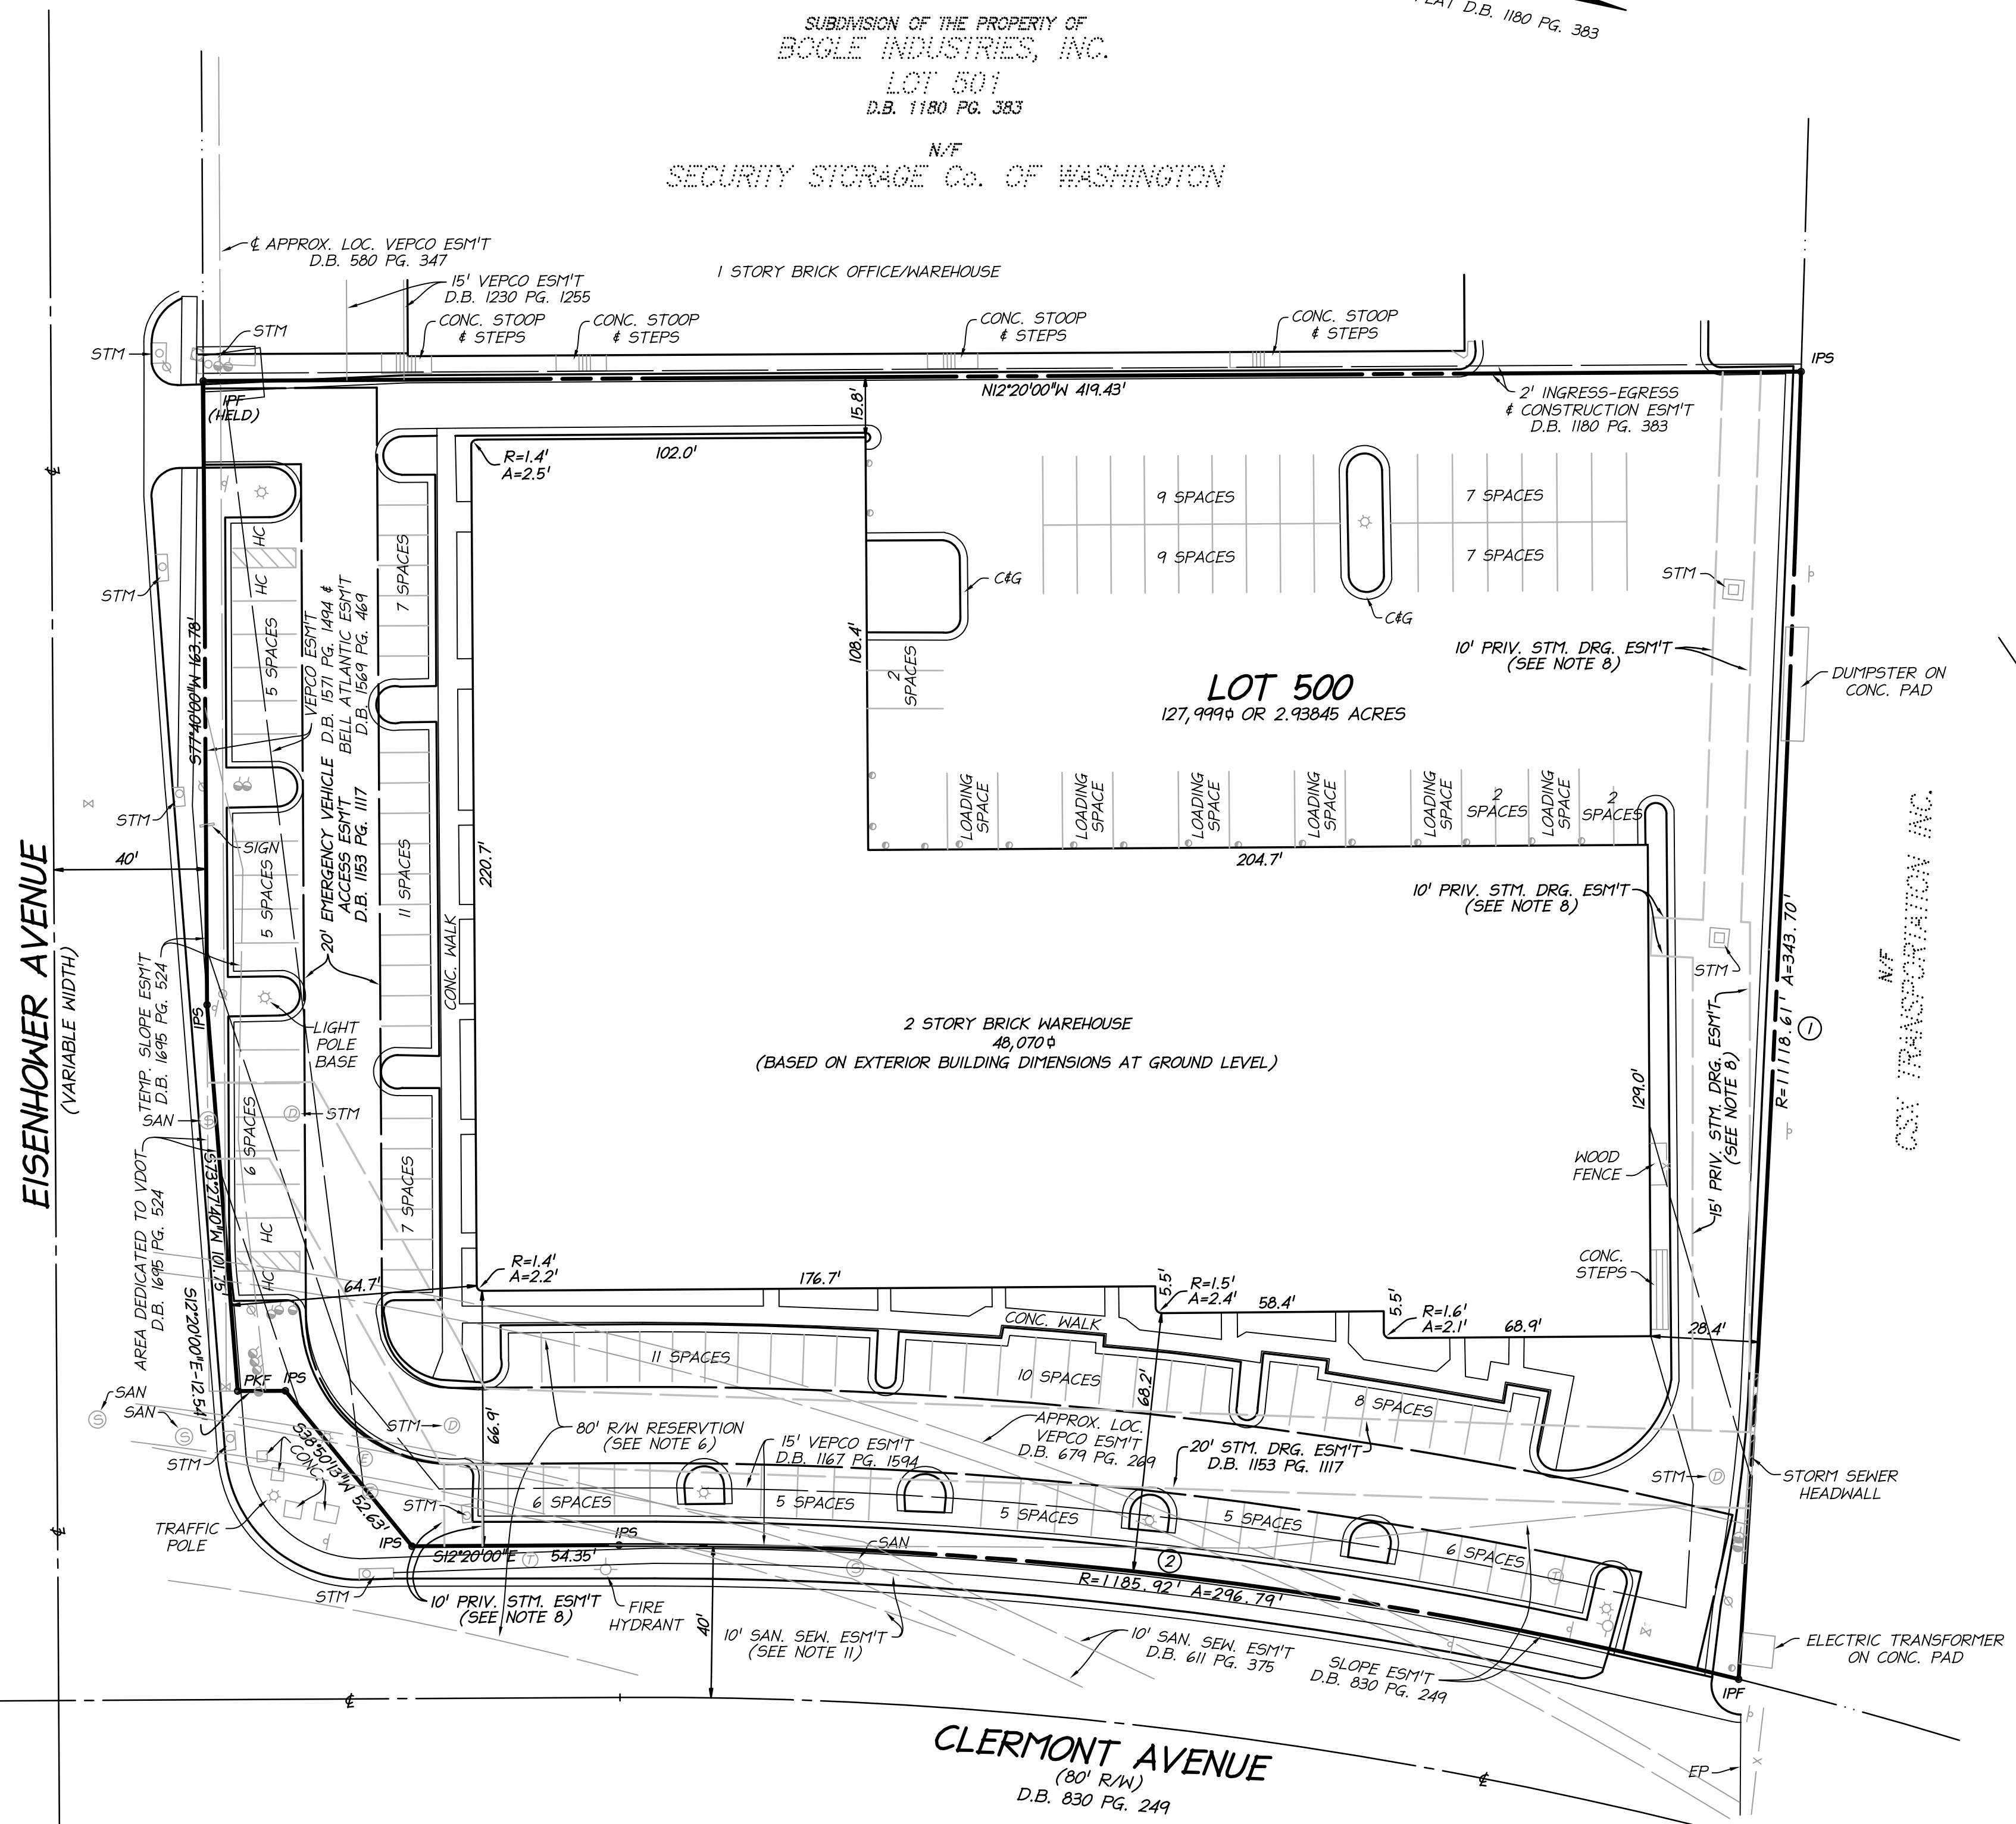 PLAT D.B. 1180 PG. 383
SUBDIVISION OF THE PROPERTY OF
BOGLE INDUSTRIES, INC.
LOT 501
D.B. 1180 PG. 383
N/F
SECURITY STORAGE Co. OF WASHINGTON
℄ APPROX. LOC. VEPCO ESM'T
D.B. 580 PG. 347
15' VEPCO ESM'T
D.B. 1230 PG. 1255
1 STORY BRICK OFFICE/WAREHOUSE
CONC. STOOP
& STEPS
CONC. STOOP
& STEPS
CONC. STOOP
& STEPS
CONC. STOOP
& STEPS
STM
STM
IPS
IPF
(HELD)
N12°20'00"W 419.43'
2' INGRESS-EGRESS
& CONSTRUCTION ESM'T
D.B. 1180 PG. 383
15.8'
R=1.4'
A=2.5'
102.0'
9 SPACES
7 SPACES
9 SPACES
7 SPACES
HC
HC
7 SPACES
C&G
C&G
STM
STM
10' PRIV. STM. DRG. ESM'T
(SEE NOTE 8)
DUMPSTER ON
CONC. PAD
108.4'
2
SPACES
LOT 500
127,999⌽ OR 2.93845 ACRES
S77°40'00"W 163.78'
5 SPACES
VEPCO ESM'T
D.B. 1571 PG. 1494 &
BELL ATLANTIC ESM'T
D.B. 1569 PG. 469
20' EMERGENCY VEHICLE
ACCESS ESM'T
D.B. 1153 PG. 1117
STM
SIGN
40'
5 SPACES
11 SPACES
220.7'
CONC. WALK
LOADING
SPACE
LOADING
SPACE
LOADING
SPACE
LOADING
SPACE
LOADING
SPACE
2
SPACES
LOADING
SPACE
2
SPACES
204.7'
10' PRIV. STM. DRG. ESM'T
(SEE NOTE 8)
STM
R=11118.61' A=343.70'
1
N/F
CSX TRANSPORTATION INC.
EISENHOWER AVENUE
(VARIABLE WIDTH)
TEMP. SLOPE ESM'T
D.B. 1695 PG. 524
IPS
LIGHT
POLE
BASE
2 STORY BRICK WAREHOUSE
48,070⌽
(BASED ON EXTERIOR BUILDING DIMENSIONS AT GROUND LEVEL)
129.0'
15' PRIV. STM. DRG. ESM'T
(SEE NOTE 8)
SAN
S
D
STM
6 SPACES
7 SPACES
AREA DEDICATED TO VDOT
D.B. 1695 PG. 524
S73°27'40"W 101.75'
HC
HC
WOOD
FENCE
CONC.
STEPS
64.7'
R=1.4'
A=2.2'
176.7'
5.5'
R=1.5'
A=2.4'
58.4'
5.5'
R=1.6'
A=2.1'
68.9'
28.4'
CONC. WALK
S12°20'00"E-12.54'
PKF
IPS
SAN
SAN
S
S
11 SPACES
10 SPACES
8 SPACES
68.2'
66.9'
STM
D
80' R/W RESERVTION
(SEE NOTE 6)
APPROX. LOC.
VEPCO ESM'T
D.B. 679 PG. 269
15' VEPCO ESM'T
D.B. 1167 PG. 1594
20' STM. DRG. ESM'T
D.B. 1153 PG. 1117
STM
D
STORM SEWER
HEADWALL
S38°50'13"W 52.63'
CONC.
STM
E
STM
6 SPACES
5 SPACES
5 SPACES
5 SPACES
6 SPACES
TRAFFIC
POLE
IPS
S12°20'00"E 54.35'
IPS
T
SAN
S
2
T
R=1185.92' A=296.79'
STM
10' PRIV. STM. ESM'T
(SEE NOTE 8)
FIRE
HYDRANT
40'
10' SAN. SEW. ESM'T
(SEE NOTE 11)
10' SAN. SEW. ESM'T
D.B. 611 PG. 375
SLOPE ESM'T
D.B. 830 PG. 249
ELECTRIC TRANSFORMER
ON CONC. PAD
IPF
EP
℄
℄
℄
℄
CLERMONT AVENUE
(80' R/W)
D.B. 830 PG. 249